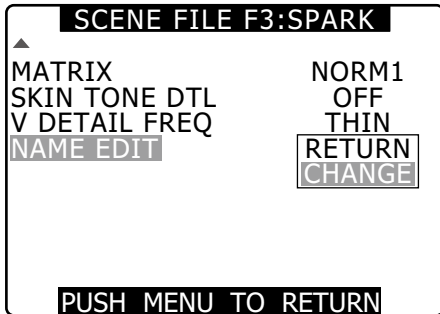 SCENE FILE F3:SPARK
MATRIX NORM1
SKIN TONE DTL OFF
V DETAIL FREQ THIN
NAME EDIT RETURN
CHANGE
PUSH MENU TO RETURN